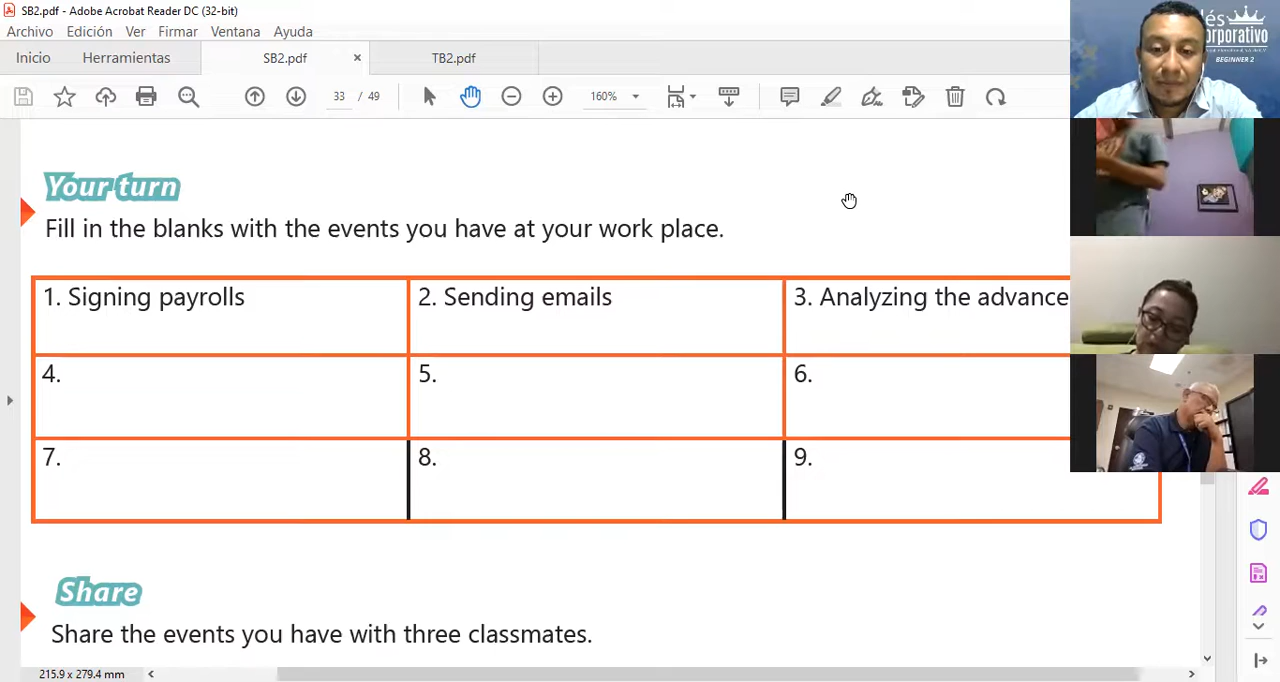 SB2.pdf - Adobe Acrobat Reader DC (32-bit)
Archivo Edición Ver Firmar Ventana Ayuda
Inicio Herramientas SB2.pdf × TB2.pdf
33 / 49 160%
Your turn
Fill in the blanks with the events you have at your work place.
1. Signing payrolls 2. Sending emails 3. Analyzing the advance
4. 5. 6.
7. 8. 9.
Share
Share the events you have with three classmates.
215.9 x 279.4 mm
BEGINNER 2